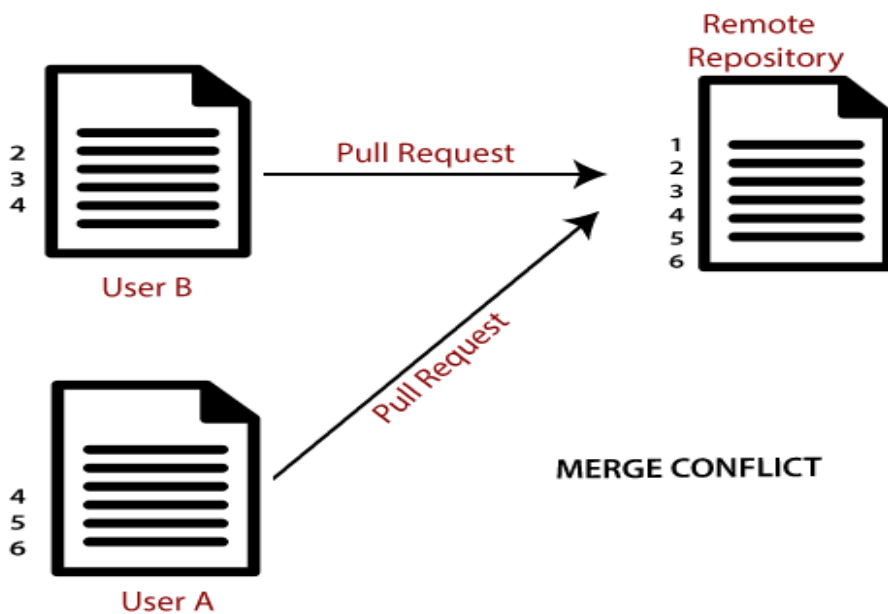 Remote
Repository
2
3
4
Pull Request
1
2
3
4
5
6
User B
Pull Request
4
5
6
MERGE CONFLICT
User A